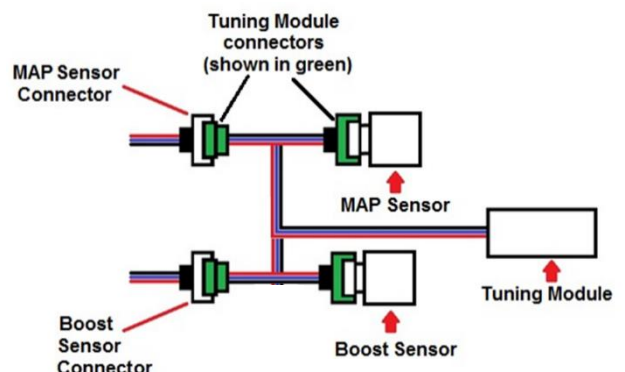 Tuning Module
connectors
(shown in green)
MAP Sensor
Connector
MAP Sensor
Tuning Module
Boost
Sensor
Connector
Boost Sensor